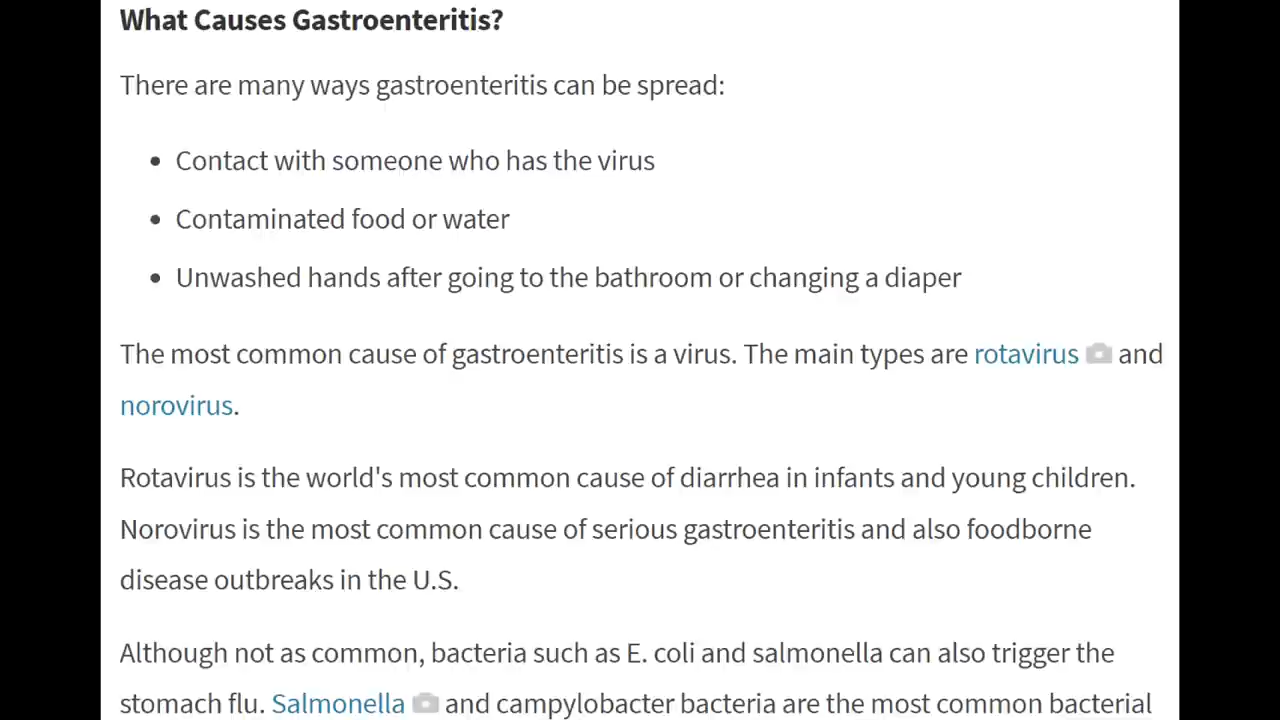 What Causes Gastroenteritis?
There are many ways gastroenteritis can be spread:
• Contact with someone who has the virus
• Contaminated food or water
• Unwashed hands after going to the bathroom or changing a diaper
The most common cause of gastroenteritis is a virus. The main types are rotavirus and
norovirus.
Rotavirus is the world's most common cause of diarrhea in infants and young children.
Norovirus is the most common cause of serious gastroenteritis and also foodborne
disease outbreaks in the U.S.
Although not as common, bacteria such as E. coli and salmonella can also trigger the
stomach flu. Salmonella and campylobacter bacteria are the most common bacterial